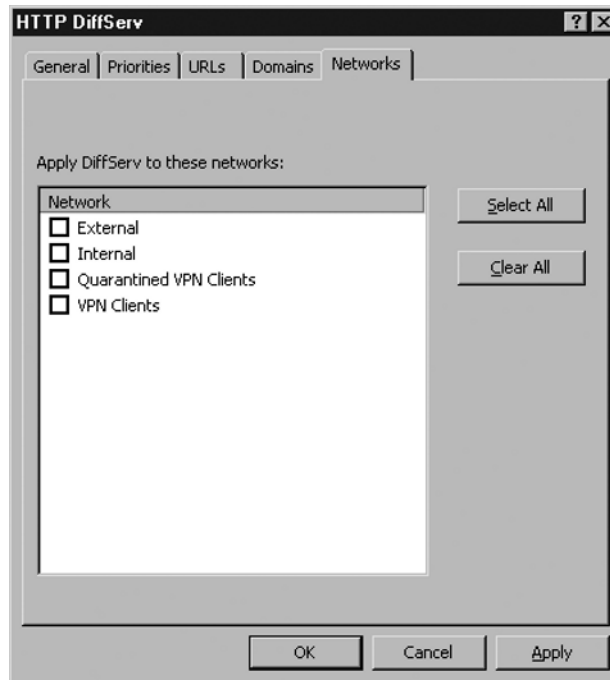 HTTP DiffServ
General Priorities URLs Domains Networks
Apply DiffServ to these networks:
Network
External
Internal
Quarantined VPN Clients
VPN Clients
Select All
Clear All
OK Cancel Apply